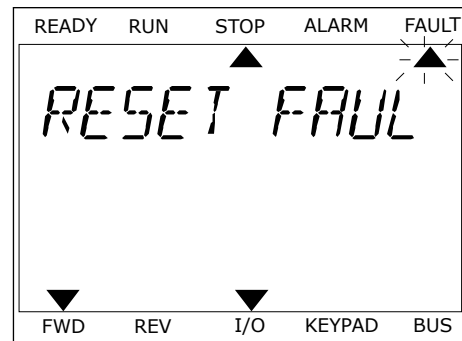 READY RUN STOP ALARM FAULT
RESET FAUL
FWD REV I/O KEYPAD BUS